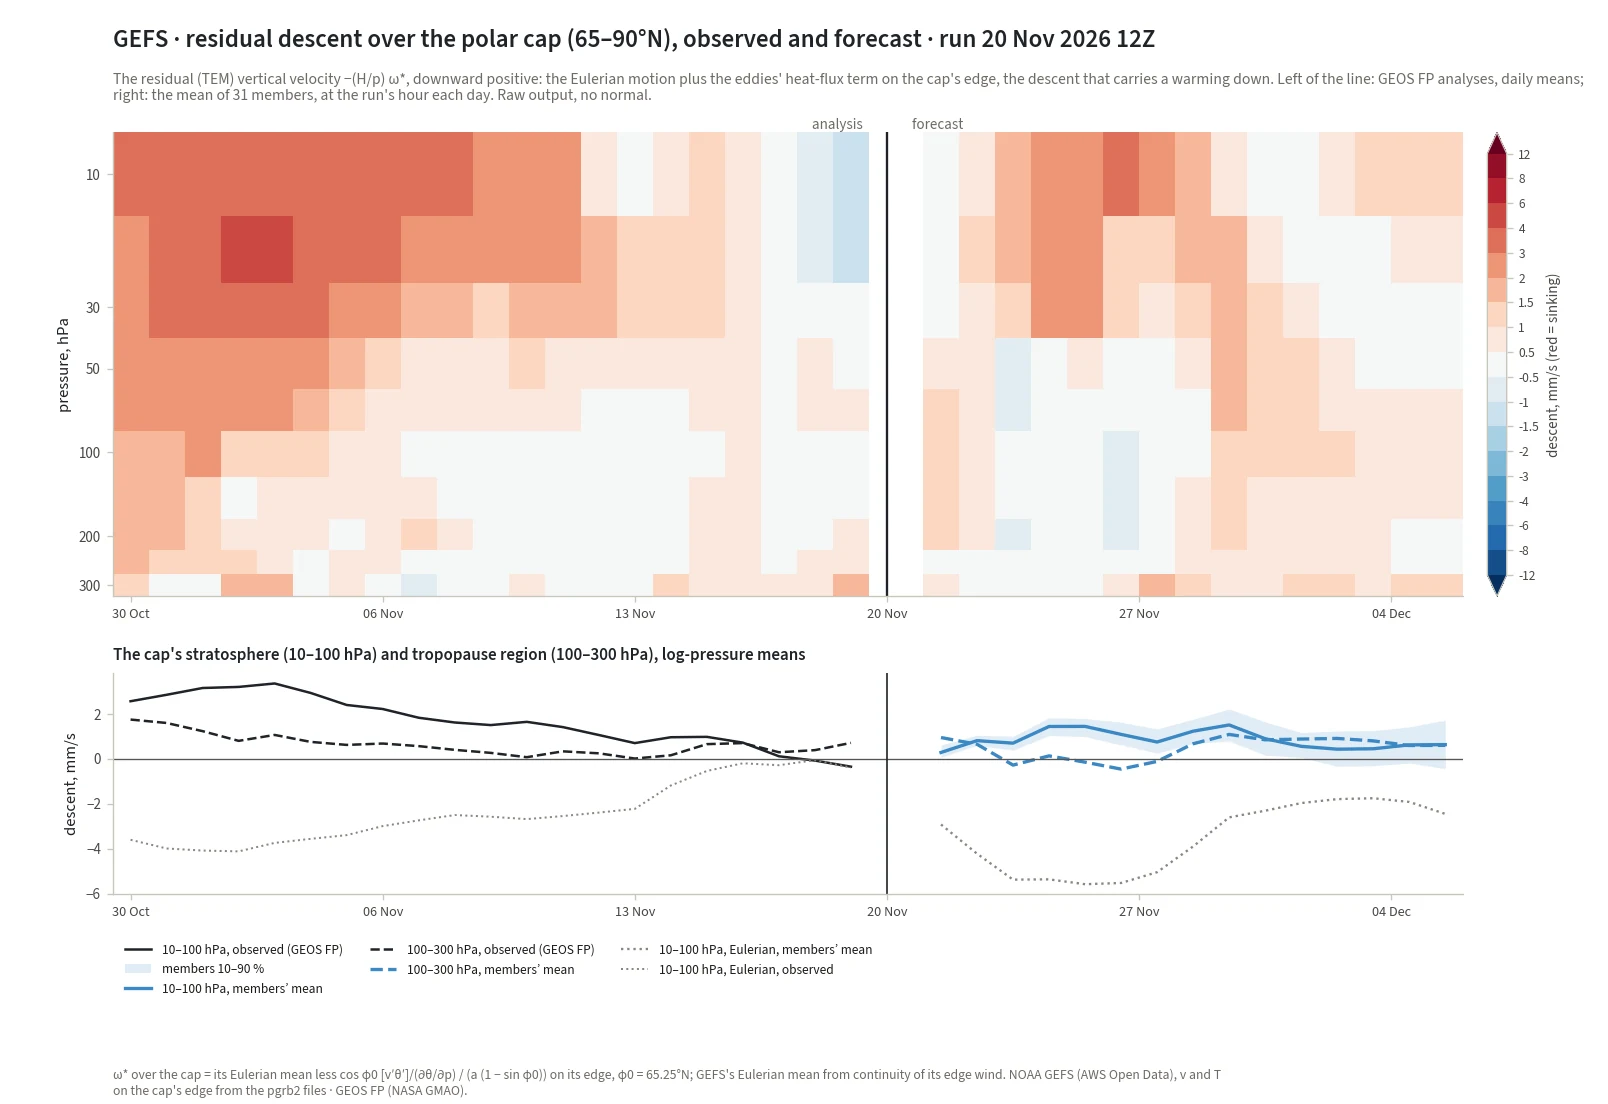 GEFS · residual descent over the polar cap (65–90°N), observed and forecast · run 20 Nov 2026 12Z
The residual (TEM) vertical velocity −(H/p) ω*, downward positive: the Eulerian motion plus the eddies' heat-flux term on the cap's edge, the descent that carries a warming down. Left of the line: GEOS FP analyses, daily means;
right: the mean of 31 members, at the run's hour each day. Raw output, no normal.
analysis
forecast
pressure, hPa
10
30
50
100
200
300
30 Oct
06 Nov
13 Nov
20 Nov
27 Nov
04 Dec
12
8
6
4
3
2
1.5
1
0.5
-0.5
-1
-1.5
-2
-3
-4
-6
-8
-12
descent, mm/s (red = sinking)
The cap's stratosphere (10–100 hPa) and tropopause region (100–300 hPa), log-pressure means
descent, mm/s
2
0
−2
−4
−6
30 Oct
06 Nov
13 Nov
20 Nov
27 Nov
04 Dec
10–100 hPa, observed (GEOS FP)
members 10–90 %
10–100 hPa, members’ mean
100–300 hPa, observed (GEOS FP)
100–300 hPa, members’ mean
10–100 hPa, Eulerian, members’ mean
10–100 hPa, Eulerian, observed
ω* over the cap = its Eulerian mean less cos φ0 [v′θ′]/(∂θ/∂p) / (a (1 − sin φ0)) on its edge, φ0 = 65.25°N; GEFS's Eulerian mean from continuity of its edge wind. NOAA GEFS (AWS Open Data), v and T
on the cap's edge from the pgrb2 files · GEOS FP (NASA GMAO).